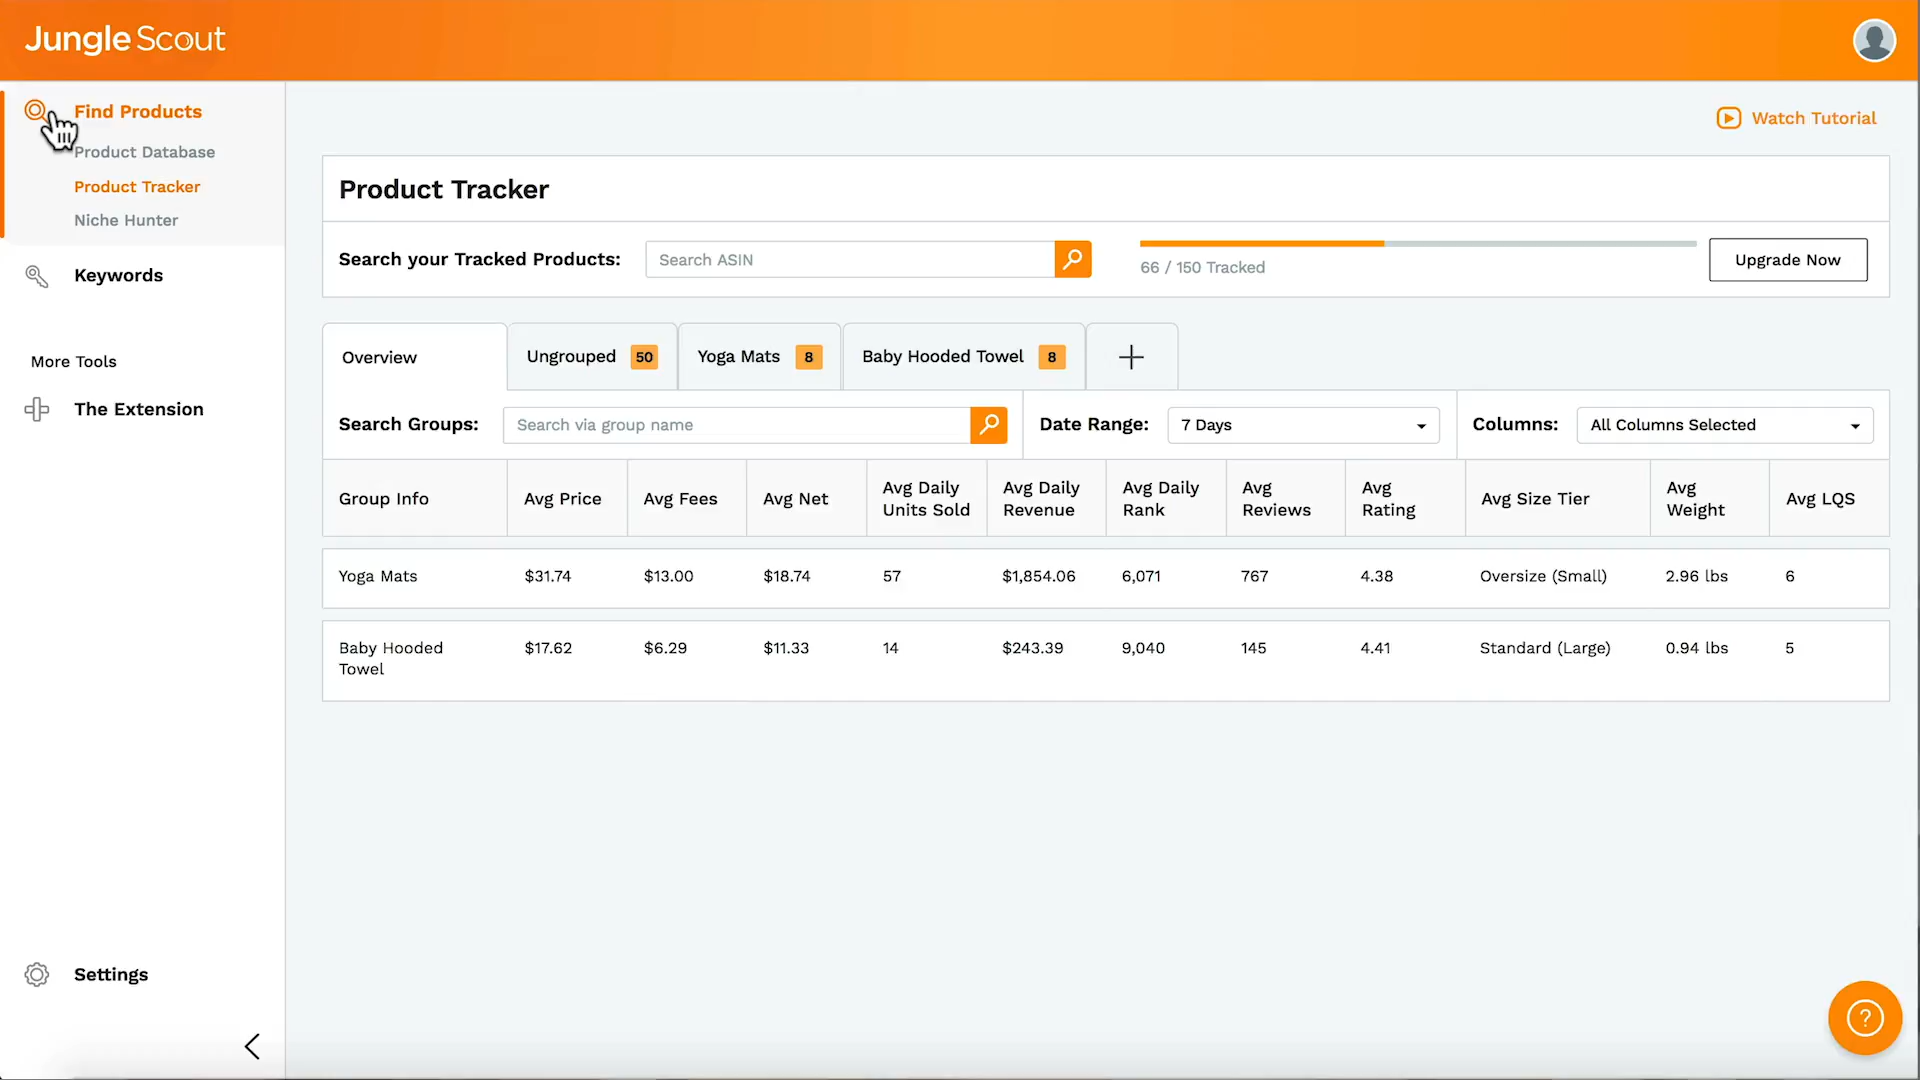 Jungle Scout
Find Products
Product Database
Product Tracker
Niche Hunter
Keywords
More Tools
The Extension
Settings
Watch Tutorial
Product Tracker
Search your Tracked Products:
Search ASIN
66 / 150 Tracked
Upgrade Now
Overview
Ungrouped 50
Yoga Mats 8
Baby Hooded Towel 8
Search Groups:
Search via group name
Date Range:
7 Days
Columns:
All Columns Selected
Group Info
Avg Price
Avg Fees
Avg Net
Avg Daily
Units Sold
Avg Daily
Revenue
Avg Daily
Rank
Avg
Reviews
Avg
Rating
Avg Size Tier
Avg
Weight
Avg LQS
Yoga Mats $31.74 $13.00 $18.74 57 $1,854.06 6,071 767 4.38 Oversize (Small) 2.96 lbs 6
Baby Hooded
Towel
$17.62 $6.29 $11.33 14 $243.39 9,040 145 4.41 Standard (Large) 0.94 lbs 5
?